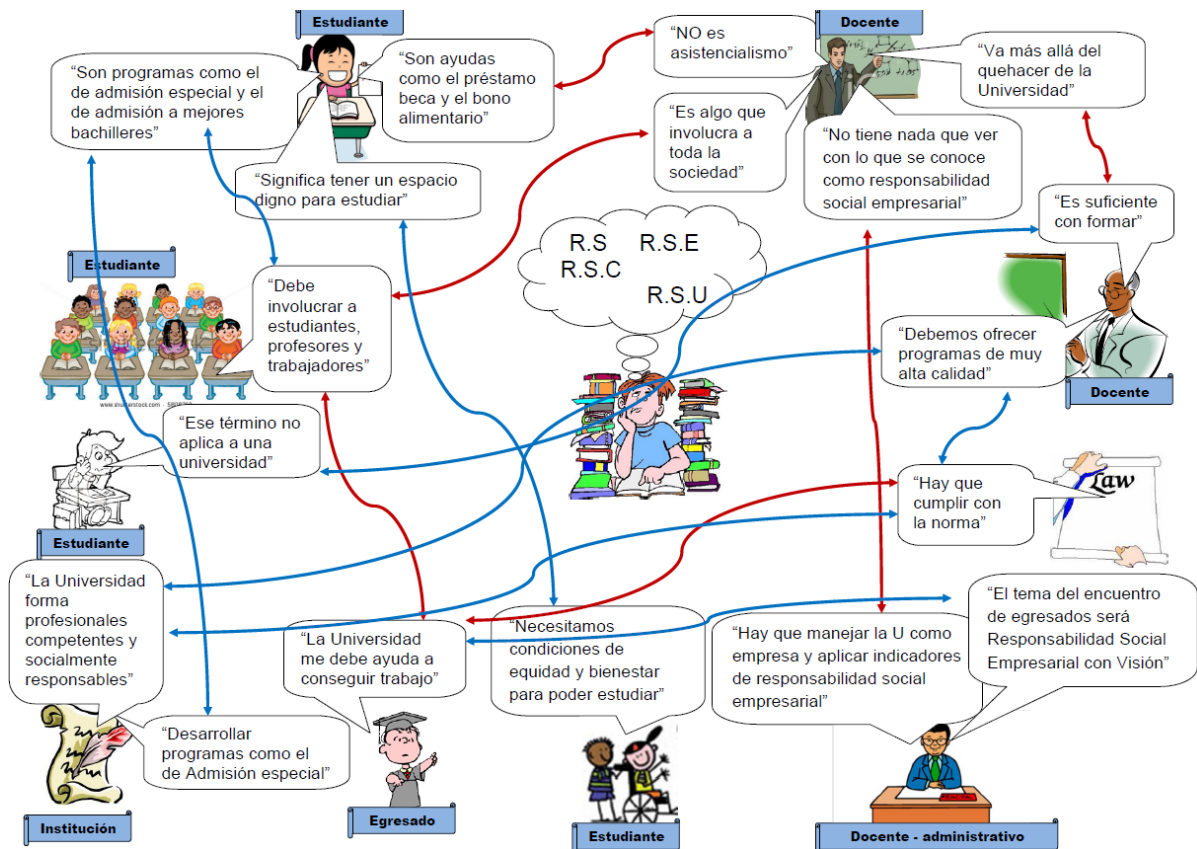 Estudiante
Docente
“Son programas como el
de admisión especial y el
de admisión a mejores
bachilleres”
“Son ayudas
como el préstamo
beca y el bono
alimentario”
“NO es
asistencialismo”
“Va más allá del
quehacer de la
Universidad”
“Es algo que
involucra a
toda la
sociedad”
“No tiene nada que ver
con lo que se conoce
como responsabilidad
social empresarial”
“Significa tener un espacio
digno para estudiar”
“Es suficiente
con formar”
R.S R.S.E
R.S.C
R.S.U
Estudiante
“Debe
involucrar a
estudiantes,
profesores y
trabajadores”
“Debemos ofrecer
programas de muy
alta calidad”
Docente
“Ese término no
aplica a una
universidad”
Estudiante
“Hay que
cumplir con
la norma”
Law
“La Universidad
forma
profesionales
competentes y
socialmente
responsables”
“La Universidad
me debe ayuda a
conseguir trabajo”
“Necesitamos
condiciones de
equidad y bienestar
para poder estudiar”
“Hay que manejar la U como
empresa y aplicar indicadores
de responsabilidad social
empresarial”
“El tema del encuentro
de egresados será
Responsabilidad Social
Empresarial con Visión”
“Desarrollar
programas como el
de Admisión especial”
Institución
Egresado
Estudiante
Docente - administrativo